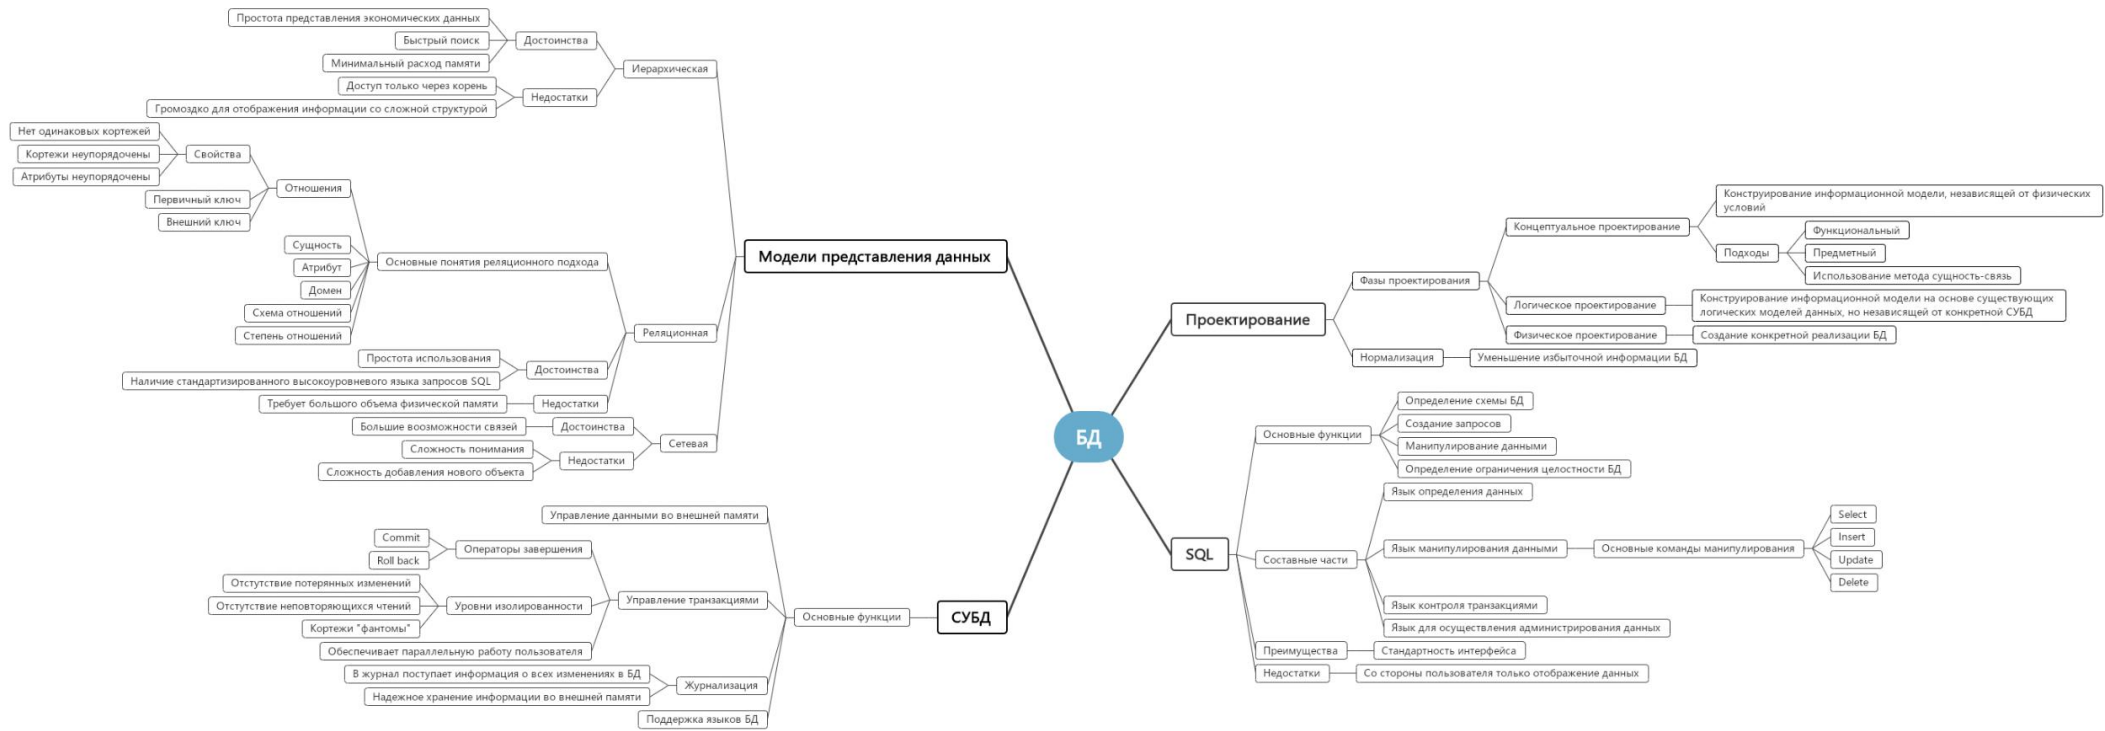 Простота представления экономических данных
Быстрый поиск
Минимальный расход памяти
Достоинства
Доступ только через корень
Громоздко для отображения информации со сложной структурой
Недостатки
Иерархическая
Нет одинаковых кортежей
Кортежи неупорядочены
Атрибуты неупорядочены
Свойства
Первичный ключ
Внешний ключ
Отношения
Сущность
Атрибут
Домен
Схема отношений
Степень отношений
Основные понятия реляционного подхода
Простота использования
Наличие стандартизированного высокоуровневого языка запросов SQL
Достоинства
Требует большого объема физической памяти
Недостатки
Реляционная
Большие воозможности связей
Достоинства
Сложность понимания
Сложность добавления нового объекта
Недостатки
Сетевая
Модели представления данных
Управление данными во внешней памяти
Commit
Roll back
Операторы завершения
Отстутствие потерянных изменений
Отстутствие неповторяющихся чтений
Кортежи "фантомы"
Уровни изолированности
Обеспечивает параллельную работу пользователя
Управление транзакциями
В журнал поступает информация о всех изменениях в БД
Надежное хранение информации во внешней памяти
Журнализация
Поддержка языков БД
Основные функции
СУБД
БД
Проектирование
Фазы проектирования
Концептуальное проектирование
Конструирование информационной модели, независящей от физических
условий
Подходы
Функциональный
Предметный
Использование метода сущность-связь
Логическое проектирование
Конструирование информационной модели на основе существующих
логических моделей данных, но независящей от конкретной СУБД
Физическое проектирование
Создание конкретной реализации БД
Нормализация
Уменьшение избыточной информации БД
SQL
Основные функции
Определение схемы БД
Создание запросов
Манипулирование данными
Определение ограничения целостности БД
Составные части
Язык определения данных
Язык манипулирования данными
Основные команды манипулирования
Select
Insert
Update
Delete
Язык контроля транзакциями
Язык для осуществления администрирования данных
Преимущества
Стандартность интерфейса
Недостатки
Со стороны пользователя только отображение данных